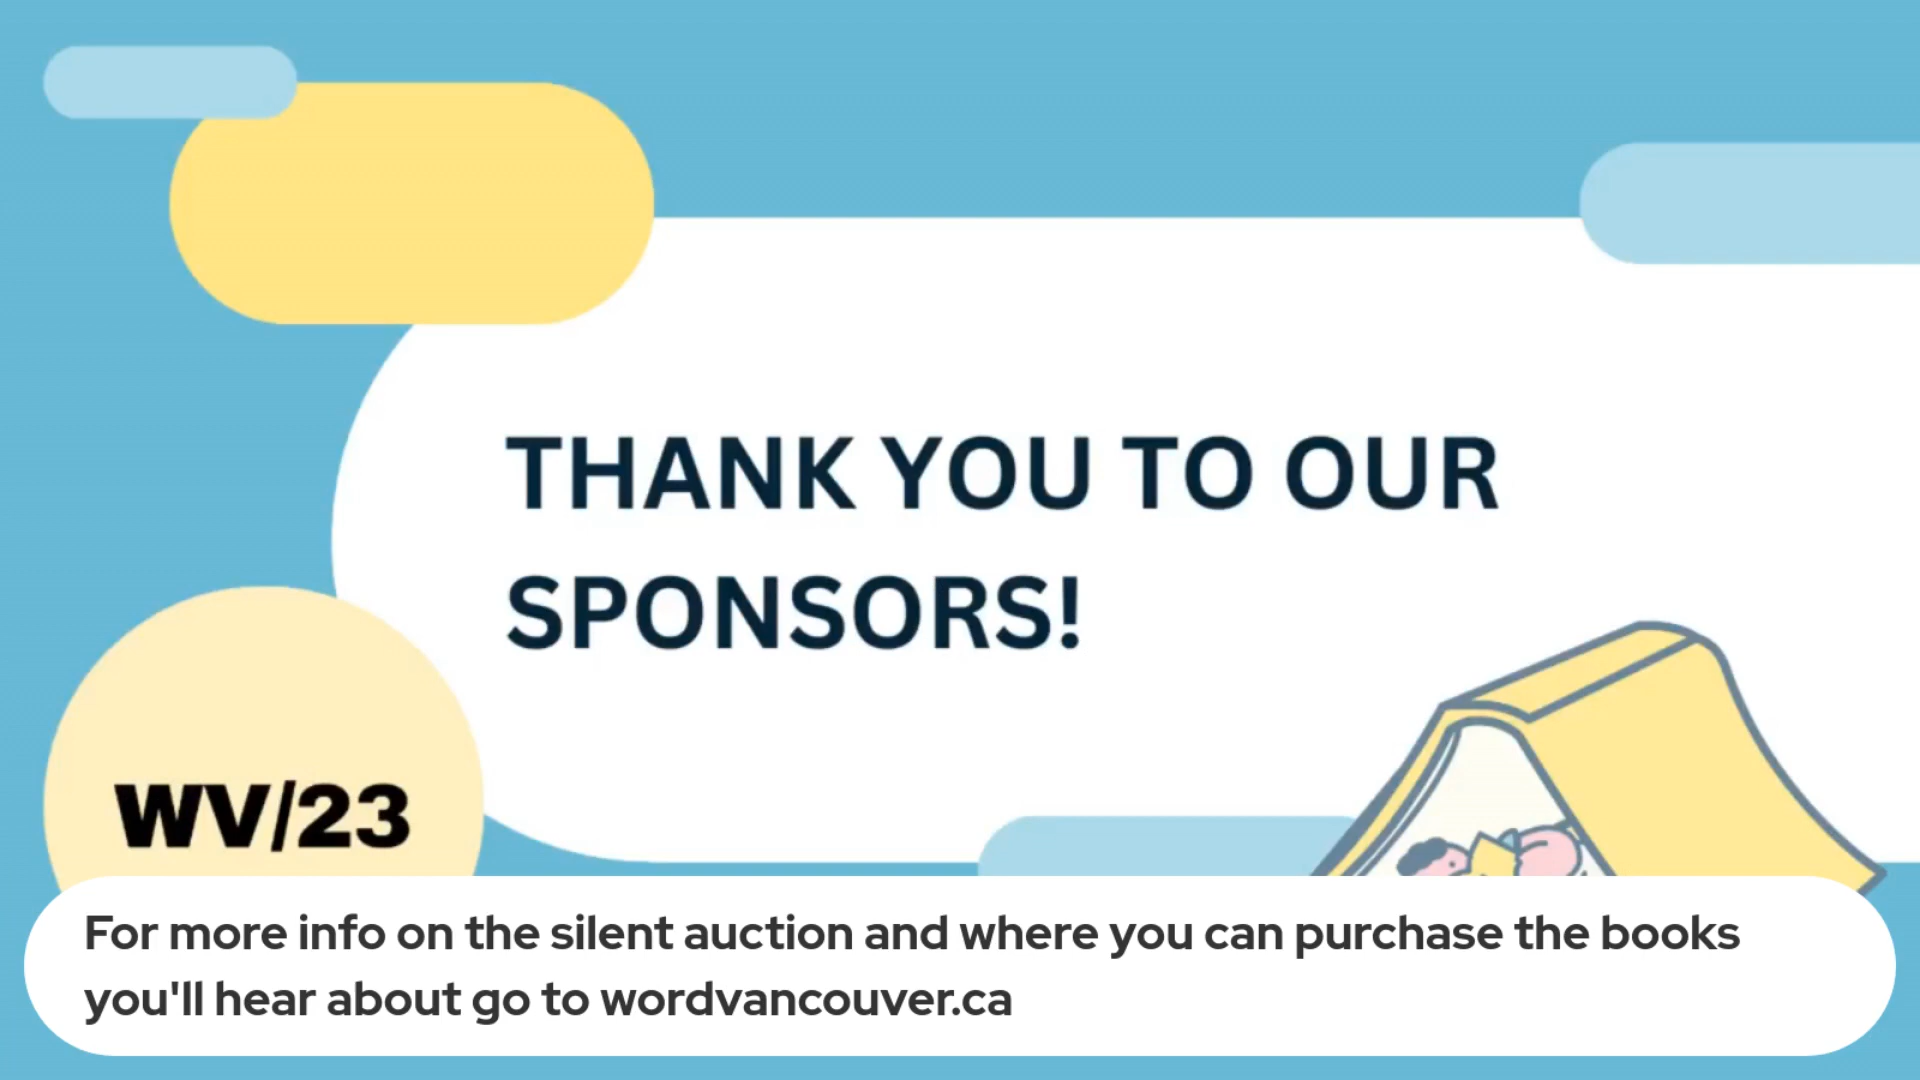 THANK YOU TO OUR
SPONSORS!
WV/23
For more info on the silent auction and where you can purchase the books
you'll hear about go to wordvancouver.ca